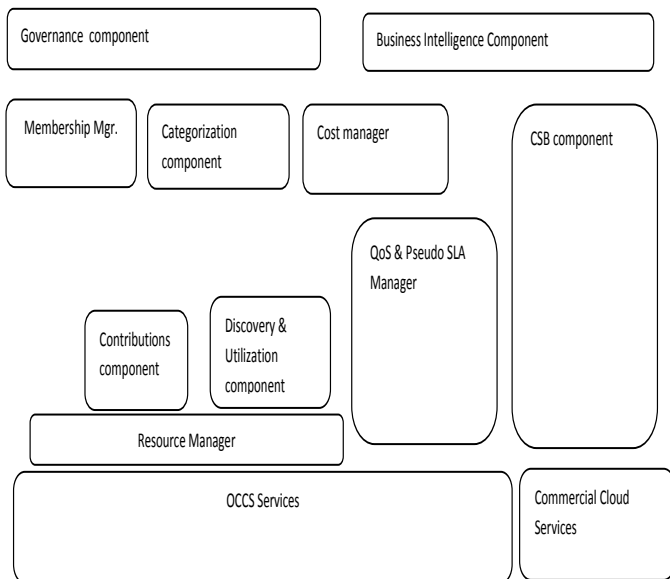 Governance component
Business Intelligence Component
Membership Mgr.
Categorization
component
Cost manager
CSB component
QoS & Pseudo SLA
Manager
Contributions
component
Discovery &
Utilization
component
Resource Manager
OCCS Services
Commercial Cloud
Services